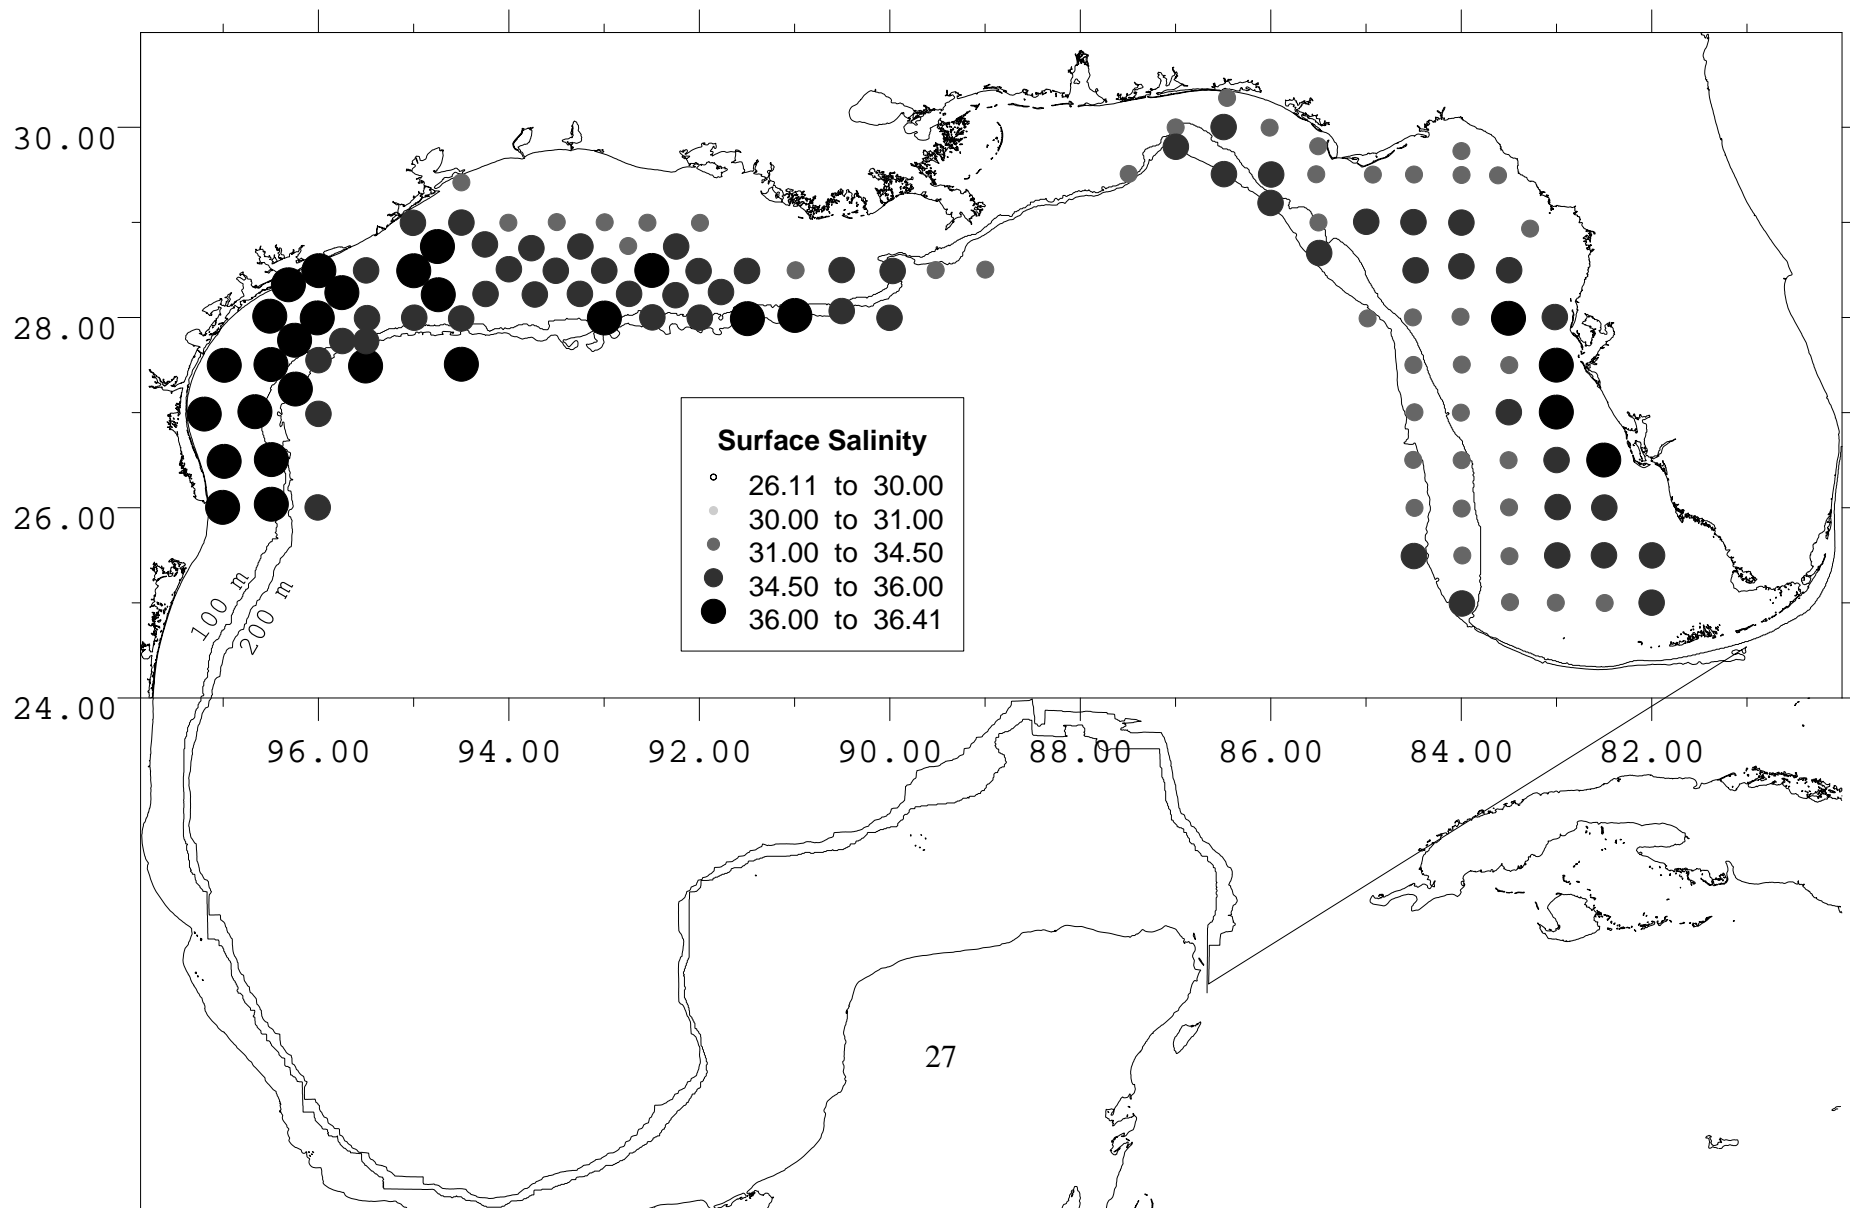 30.00
28.00
26.00
24.00
100 m
200 m
Surface Salinity
26.11 to 30.00
30.00 to 31.00
31.00 to 34.50
34.50 to 36.00
36.00 to 36.41
96.00 94.00 92.00 90.00 88.00 86.00 84.00 82.00
27